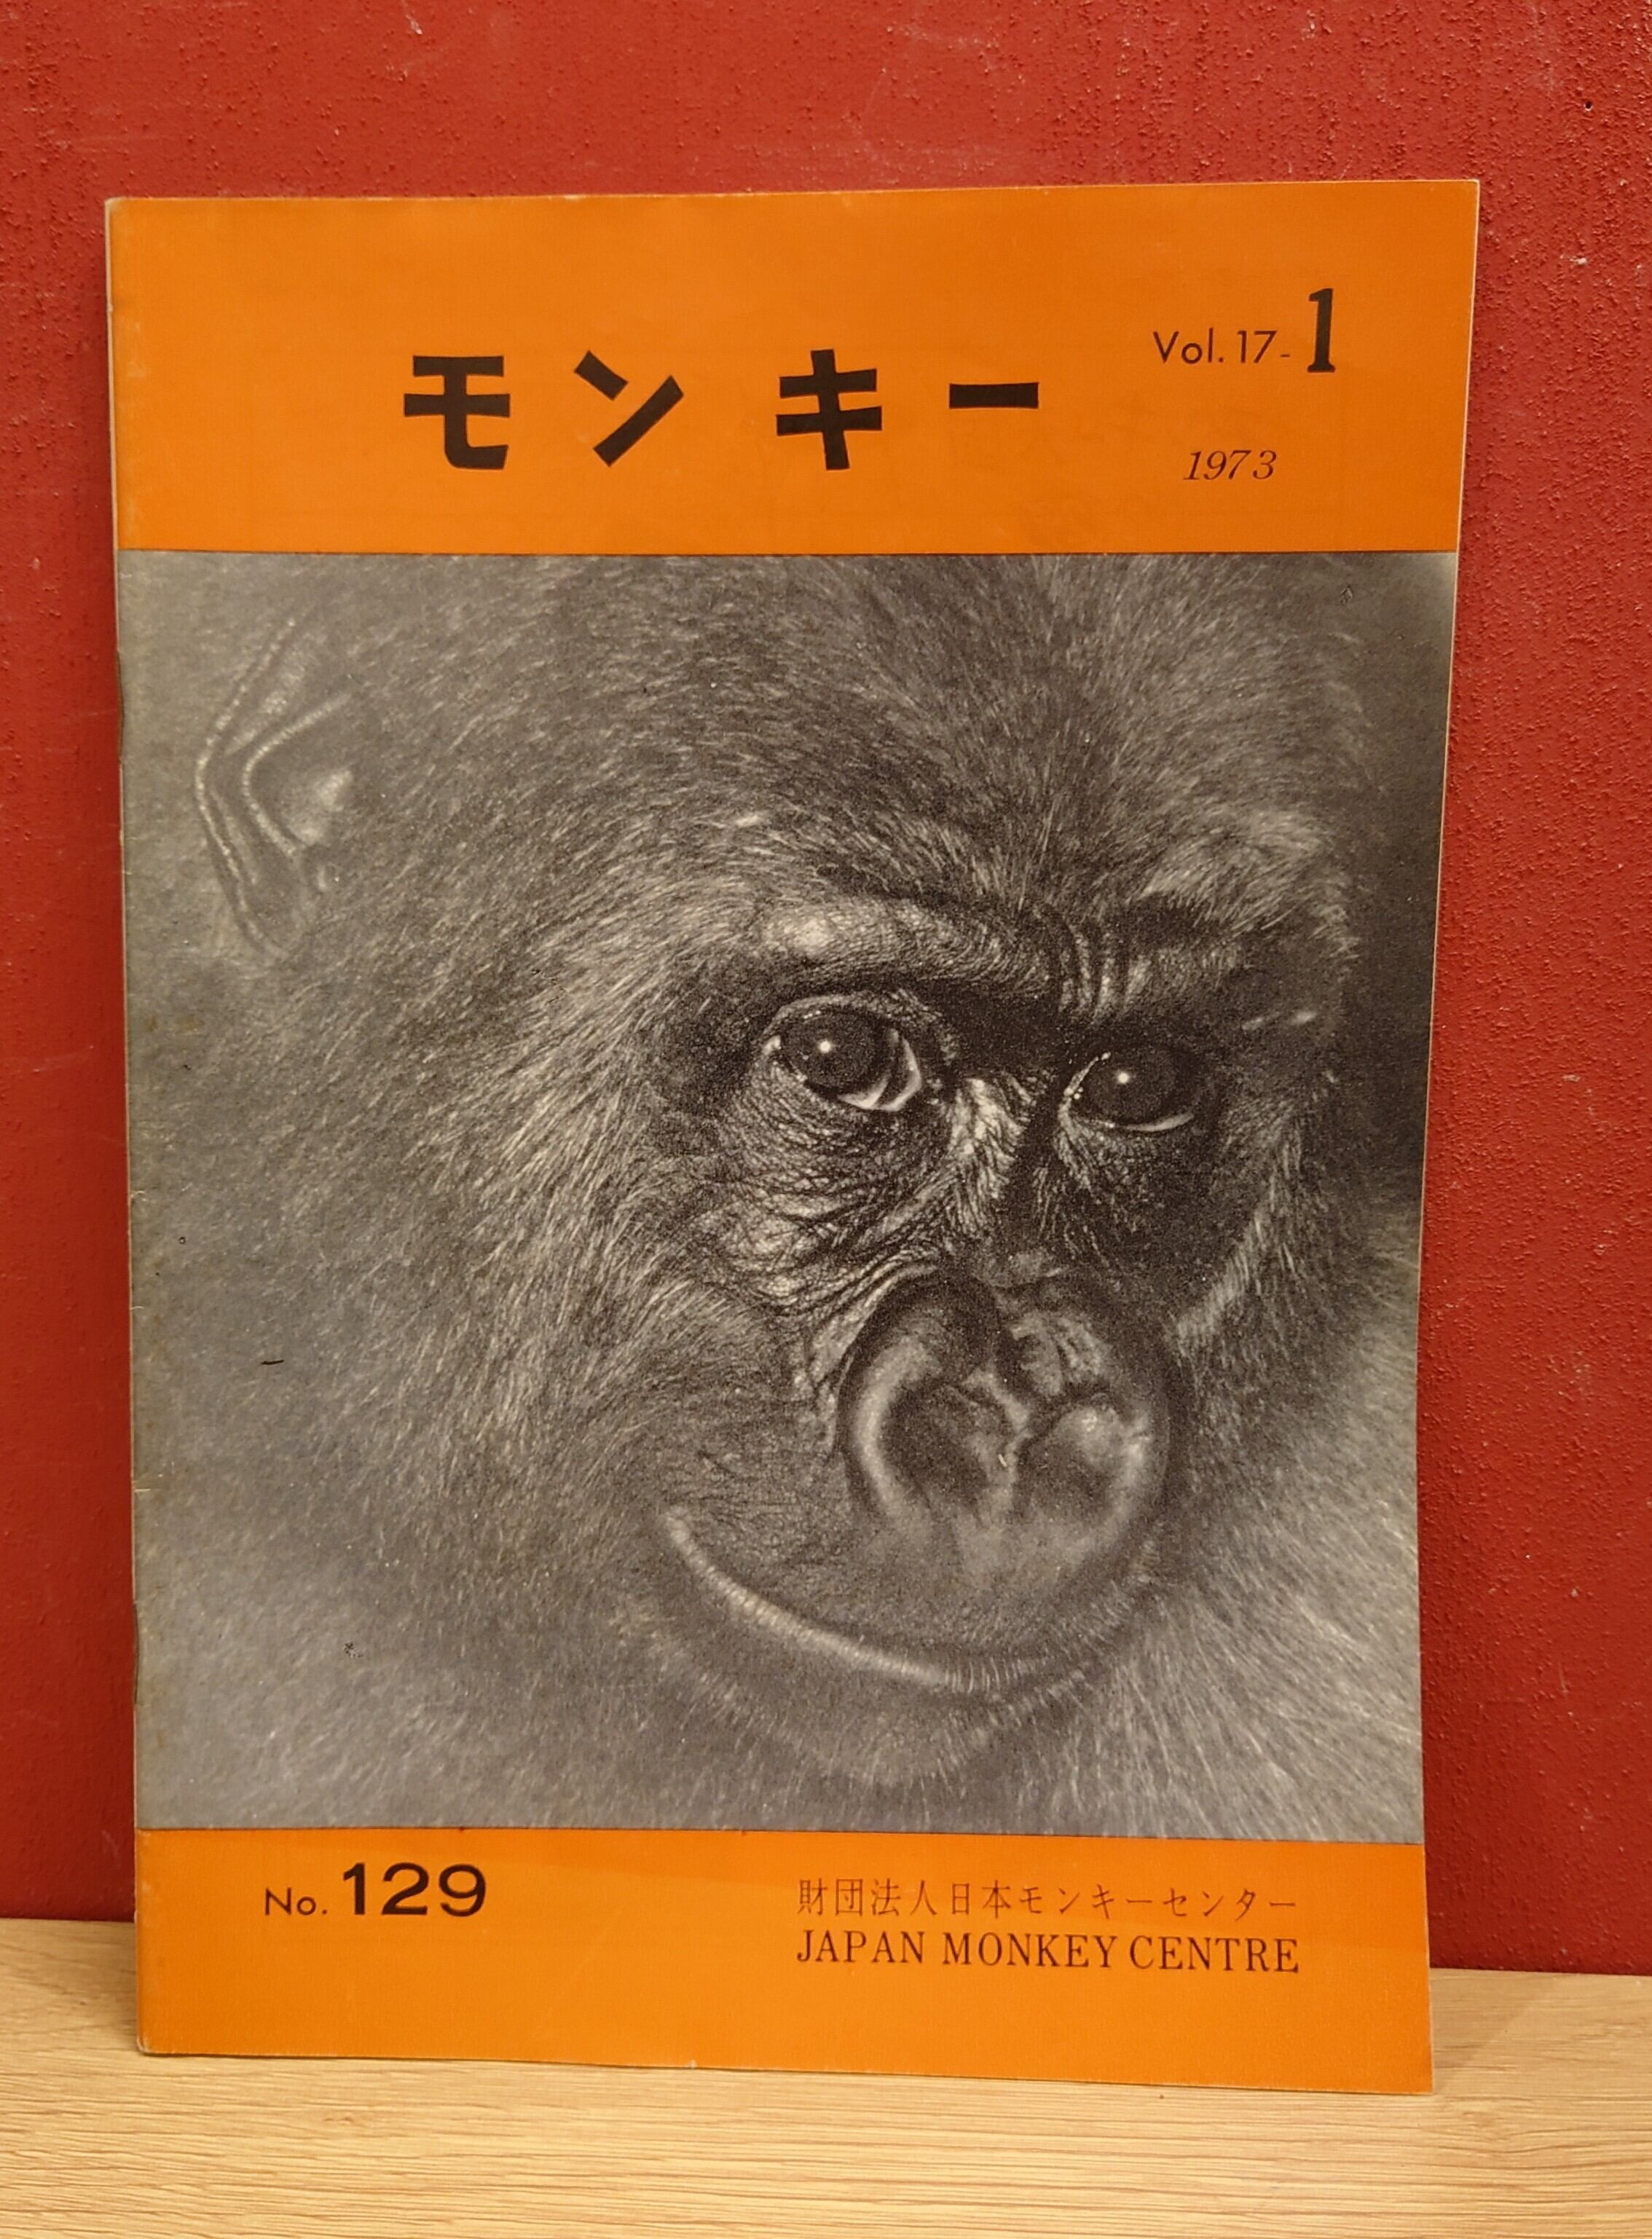 モンキー
Vol. 17-1
1973
No. 129
財団法人日本モンキーセンター
JAPAN MONKEY CENTRE